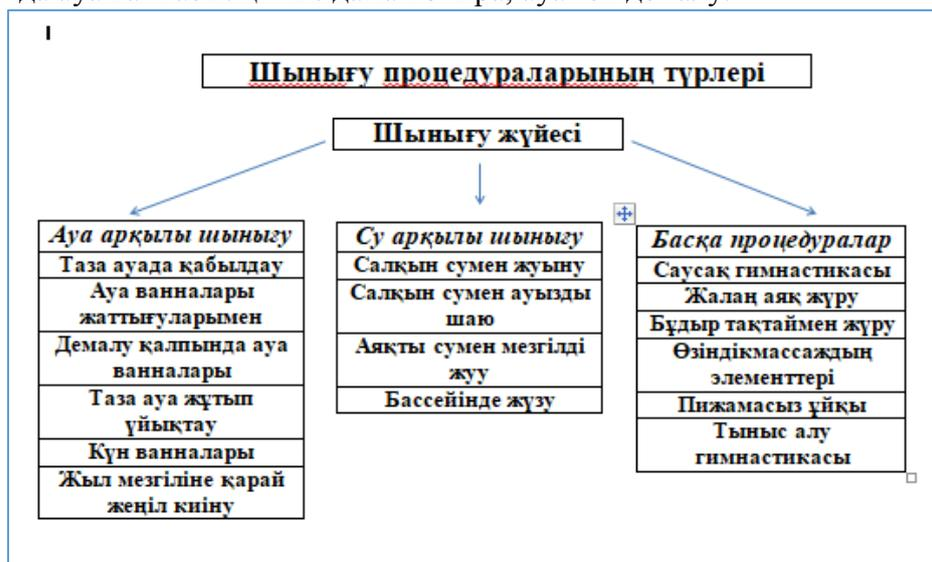 Шынығу процедураларының түрлері
Шынығу жүйесі
Ауа арқылы шынығу
Таза ауада қабылдау
Ауа ванналары
жаттығуларымен
Демалу қалпында ауа
ванналары
Таза ауа жұтып
ұйықтау
Күн ванналары
Жыл мезгіліне қарай
жеңіл киіну
Су арқылы шынығу
Салқын сумен жуыну
Салқын сумен ауызды
шаю
Аяқты сумен мезгілді
жуу
Бассейінде жүзу
Басқа процедуралар
Саусақ гимнастикасы
Жалаң аяқ жүру
Бұдыр тақтаймен жүру
Өзіндікмассаждың
элементтері
Пижамасыз ұйқы
Тыныс алу
гимнастикасы